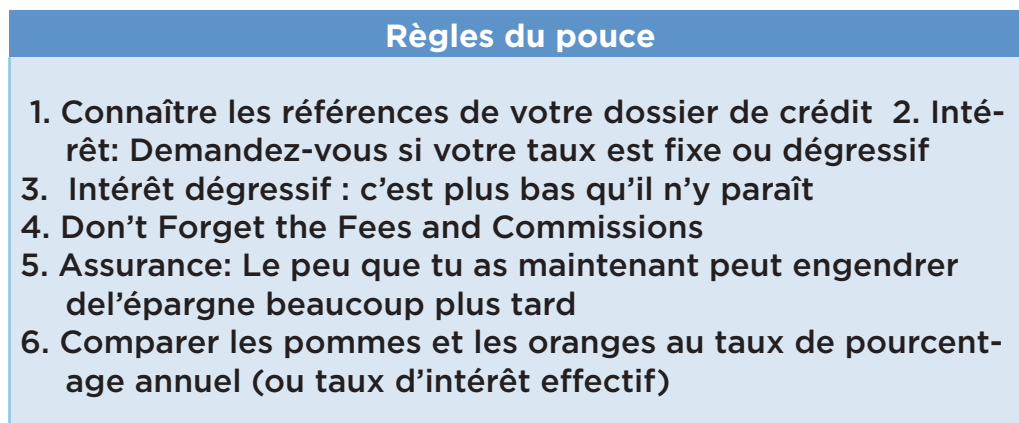 Règles du pouce
1. Connaître les références de votre dossier de crédit 2. Inté-
rêt: Demandez-vous si votre taux est fixe ou dégressif
3. Intérêt dégressif : c'est plus bas qu'il n'y paraît
4. Don't Forget the Fees and Commissions
5. Assurance: Le peu que tu as maintenant peut engendrer
del'épargne beaucoup plus tard
6. Comparer les pommes et les oranges au taux de pourcent-
age annuel (ou taux d'intérêt effectif)